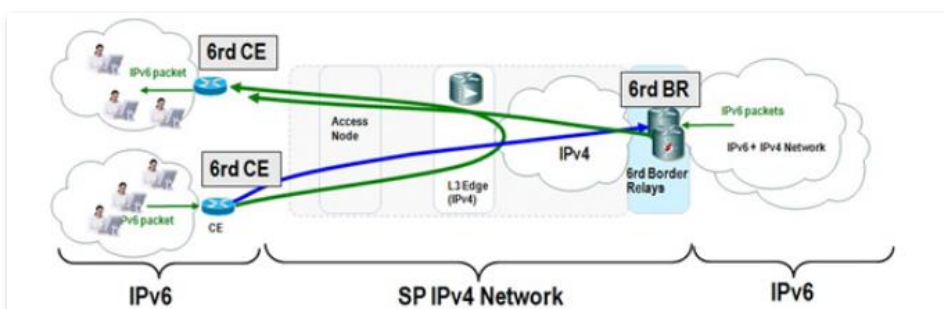 6rd CE
IPv6 packet
6rd CE
IPv6 packet
CE
Access
Node
L3 Edge
(IPv4)
IPv4
6rd BR
6rd Border
Relays
IPv6 packets
IPv6 + IPv4 Network
IPv6
SP IPv4 Network
IPv6